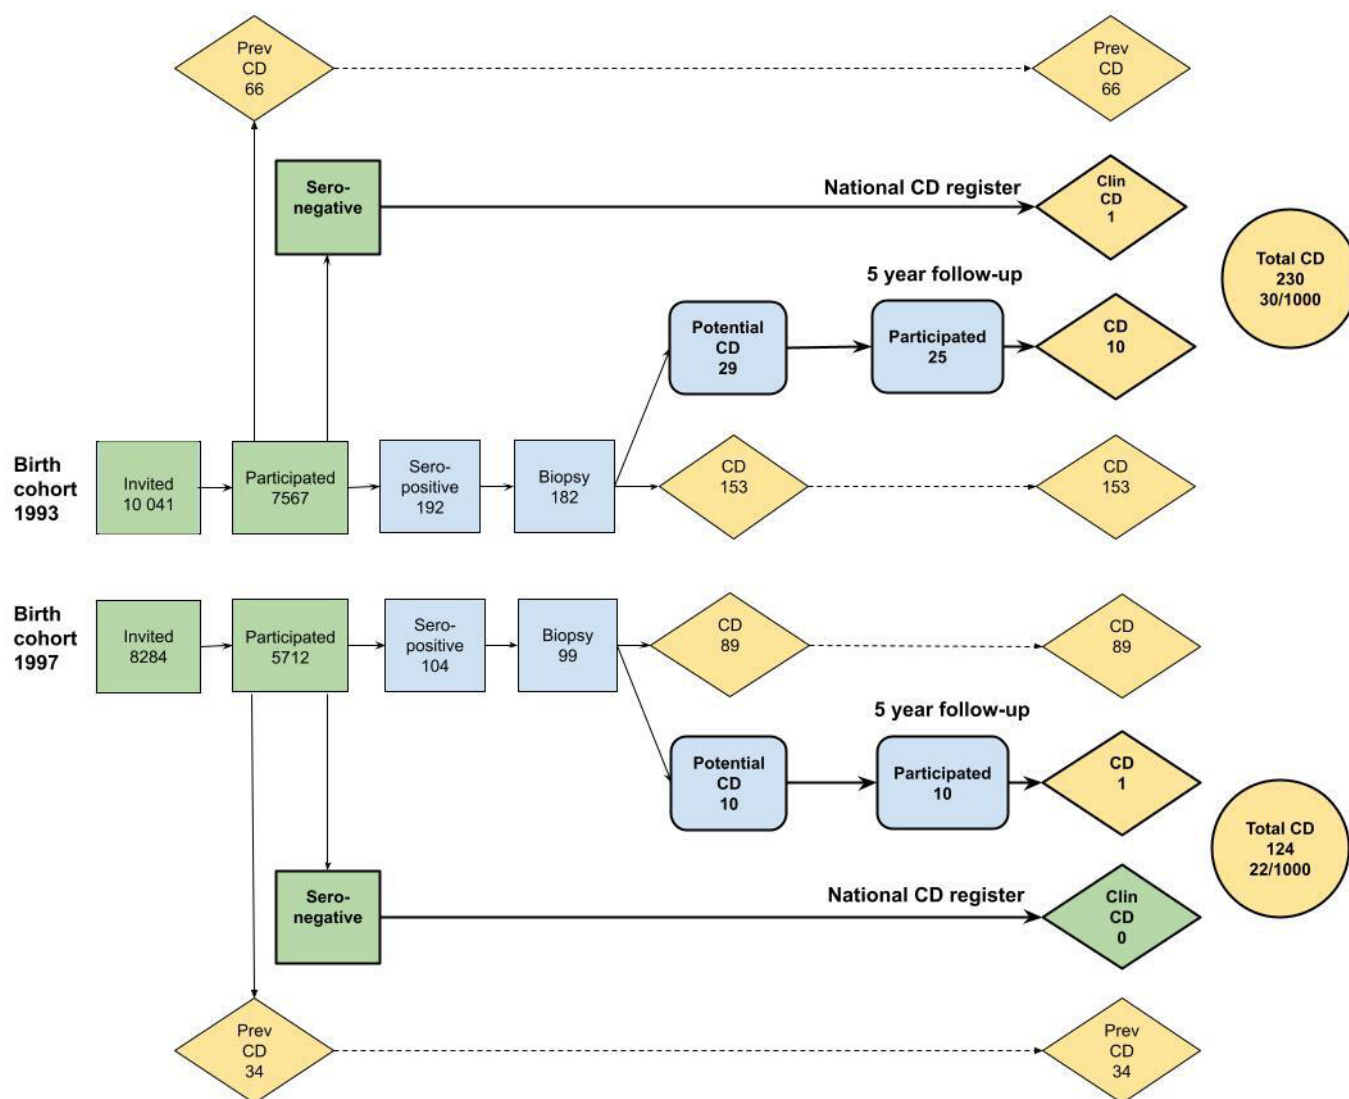 Prev
CD
66
Prev
CD
66
Sero-
negative
National CD register
Clin
CD
1
Total CD
230
30/1000
5 year follow-up
Potential
CD
29
Participated
25
CD
10
Birth
cohort
1993
Invited
10 041
Participated
7567
Sero-
positive
192
Biopsy
182
CD
153
CD
153
Birth
cohort
1997
Invited
8284
Participated
5712
Sero-
positive
104
Biopsy
99
CD
89
CD
89
5 year follow-up
Potential
CD
10
Participated
10
CD
1
Total CD
124
22/1000
Sero-
negative
National CD register
Clin
CD
0
Prev
CD
34
Prev
CD
34